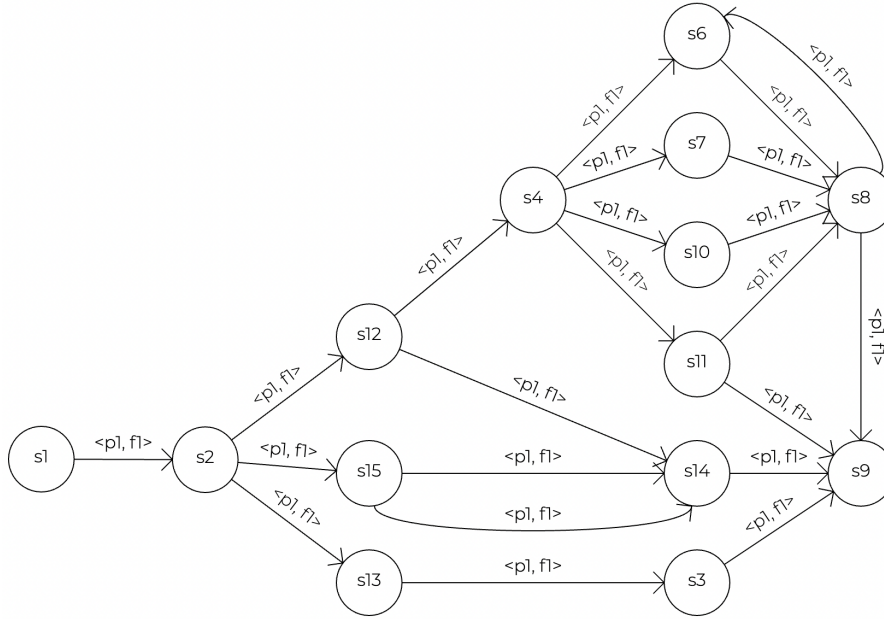 s6
<p1, f1>
<p1, f1>
<p1, f1>
s7
<p1, f1>
<p1, f1>
s4
s8
<p1, f1>
<p1, f1>
s10
<p1, f1>
<p1, f1>
<p1, f1>
s12
<p1, f1>
s11
<p1, f1>
<p1, f1>
<p1, f1>
s1
<p1, f1>
s2
<p1, f1>
s15
<p1, f1>
s14
<p1, f1>
s9
<p1, f1>
<p1, f1>
<p1, f1>
s13
<p1, f1>
s3